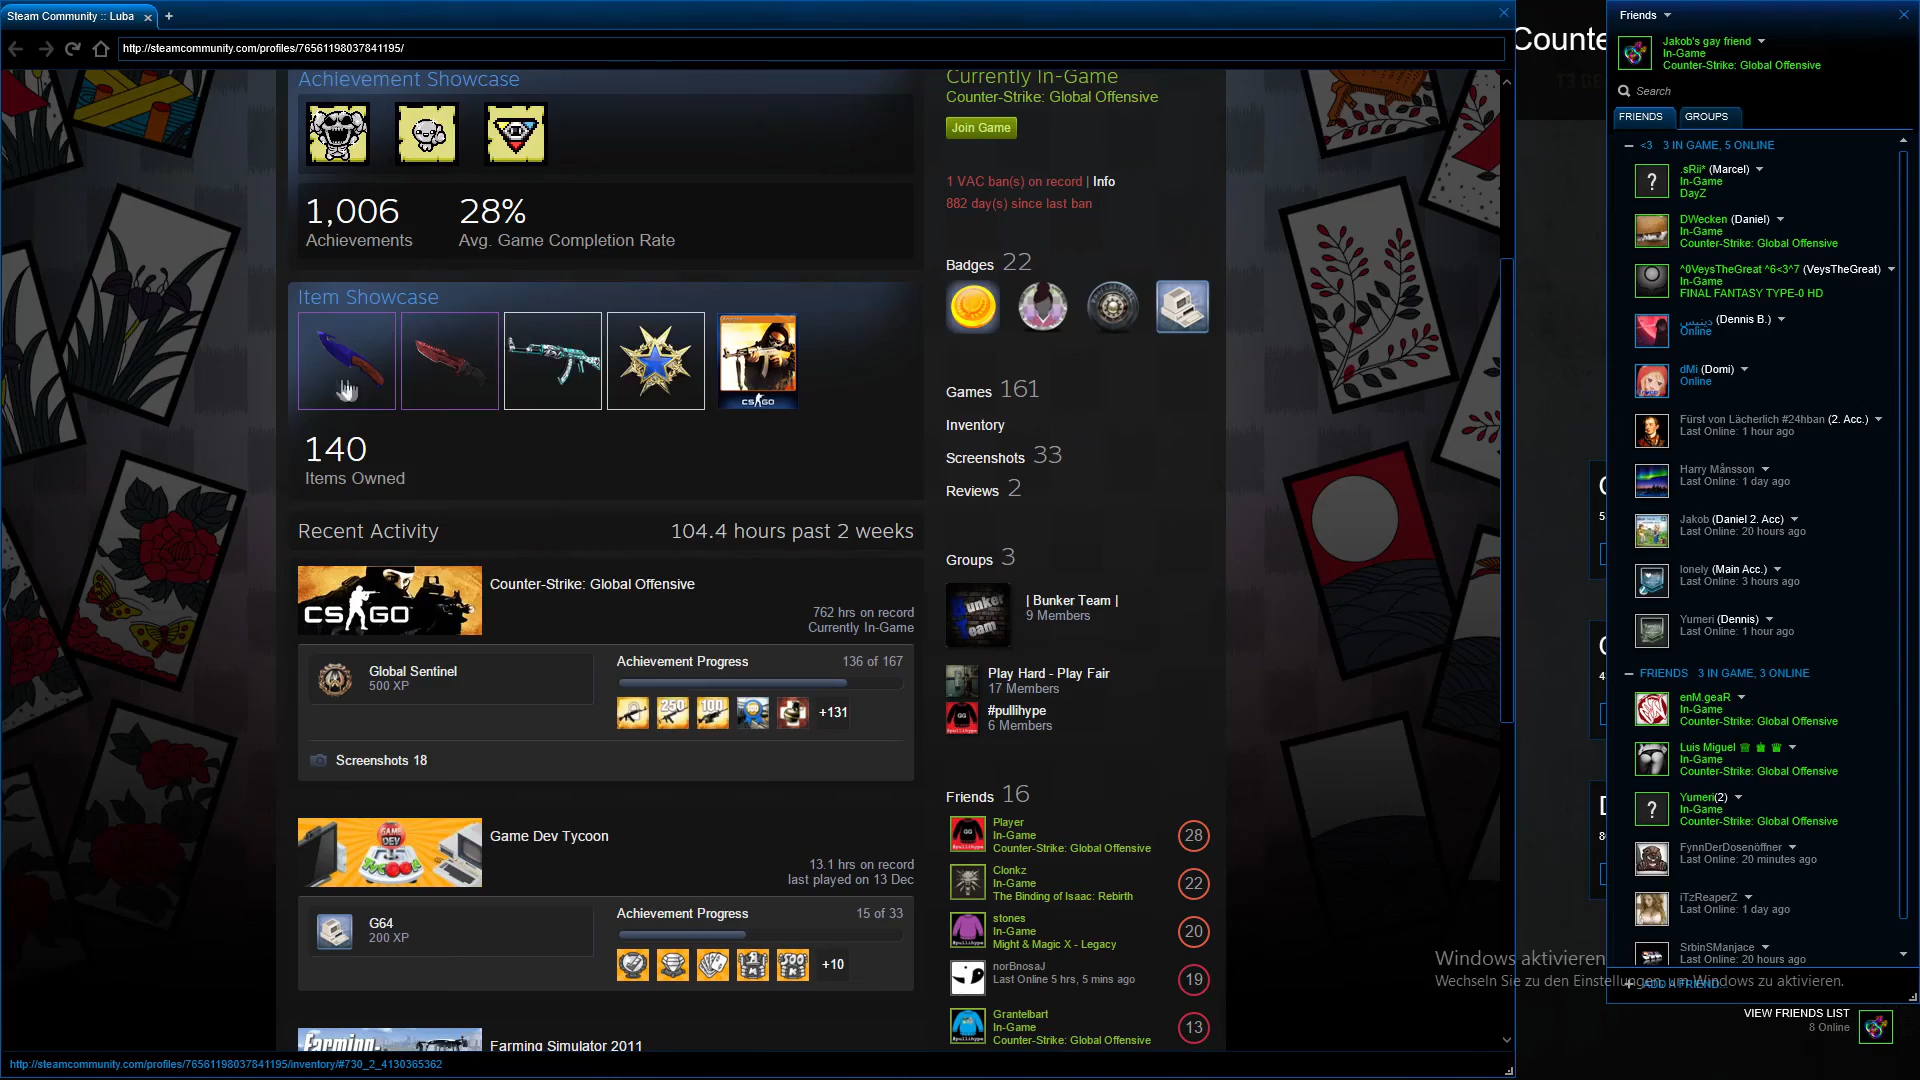 Steam Community :: Luba
http://steamcommunity.com/profiles/76561198037841195/
Achievement Showcase
1,006
Achievements
28%
Avg. Game Completion Rate
Item Showcase
CS GO
140
Items Owned
Recent Activity
104.4 hours past 2 weeks
CS GO
Counter-Strike: Global Offensive
762 hrs on record
Currently In-Game
Global Sentinel
500 XP
Achievement Progress
136 of 167
250
100
+131
Screenshots 18
GAME DEV TYCOON
Game Dev Tycoon
13.1 hrs on record
last played on 13 Dec
G64
200 XP
Achievement Progress
15 of 33
+10
Farming
Farming Simulator 2011
http://steamcommunity.com/profiles/76561198037841195/inventory/#730_2_4130365362
Currently In-Game
Counter-Strike: Global Offensive
Join Game
1 VAC ban(s) on record | Info
882 day(s) since last ban
Badges 22
Games 161
Inventory
Screenshots 33
Reviews 2
Groups 3
Bunker Team
| Bunker Team |
9 Members
Play Hard - Play Fair
17 Members
#pullihype
6 Members
Friends 16
Player
In-Game
Counter-Strike: Global Offensive
28
Clonkz
In-Game
The Binding of Isaac: Rebirth
22
stones
In-Game
Might & Magic X - Legacy
20
norBnosaJ
Last Online 5 hrs, 5 mins ago
19
Grantelbart
In-Game
Counter-Strike: Global Offensive
13
Counte
Friends
Jakob's gay friend
In-Game
Counter-Strike: Global Offensive
Search
FRIENDS
GROUPS
<3 3 IN GAME, 5 ONLINE
.sRii* (Marcel)
In-Game
DayZ
DWecken (Daniel)
In-Game
Counter-Strike: Global Offensive
^0VeysTheGreat ^6<3^7 (VeysTheGreat)
In-Game
FINAL FANTASY TYPE-0 HD
(Dennis B.)
Online
dMi (Domi)
Online
Fürst von Lächerlich #24hban (2. Acc.)
Last Online: 1 hour ago
Harry Månsson
Last Online: 1 day ago
Jakob (Daniel 2. Acc)
Last Online: 20 hours ago
lonely (Main Acc.)
Last Online: 3 hours ago
Yumeri (Dennis)
Last Online: 1 hour ago
FRIENDS 3 IN GAME, 3 ONLINE
enM.geaR
In-Game
Counter-Strike: Global Offensive
Luis Miguel
In-Game
Counter-Strike: Global Offensive
Yumeri(2)
In-Game
Counter-Strike: Global Offensive
FynnDerDosenöffner
Last Online: 20 minutes ago
iTzReaperZ
Last Online: 1 day ago
SrbinSManjace
Last Online: 20 hours ago
Windows aktivieren
Wechseln Sie zu den Einstellungen, um Windows zu aktivieren.
ADD A FRIEND...
VIEW FRIENDS LIST
8 Online